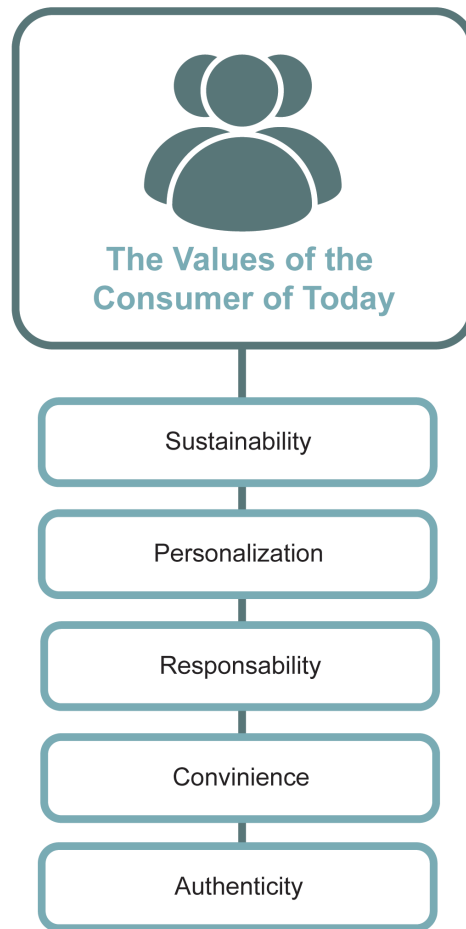 The Values of the
Consumer of Today
Sustainability
Personalization
Responsability
Convinience
Authenticity